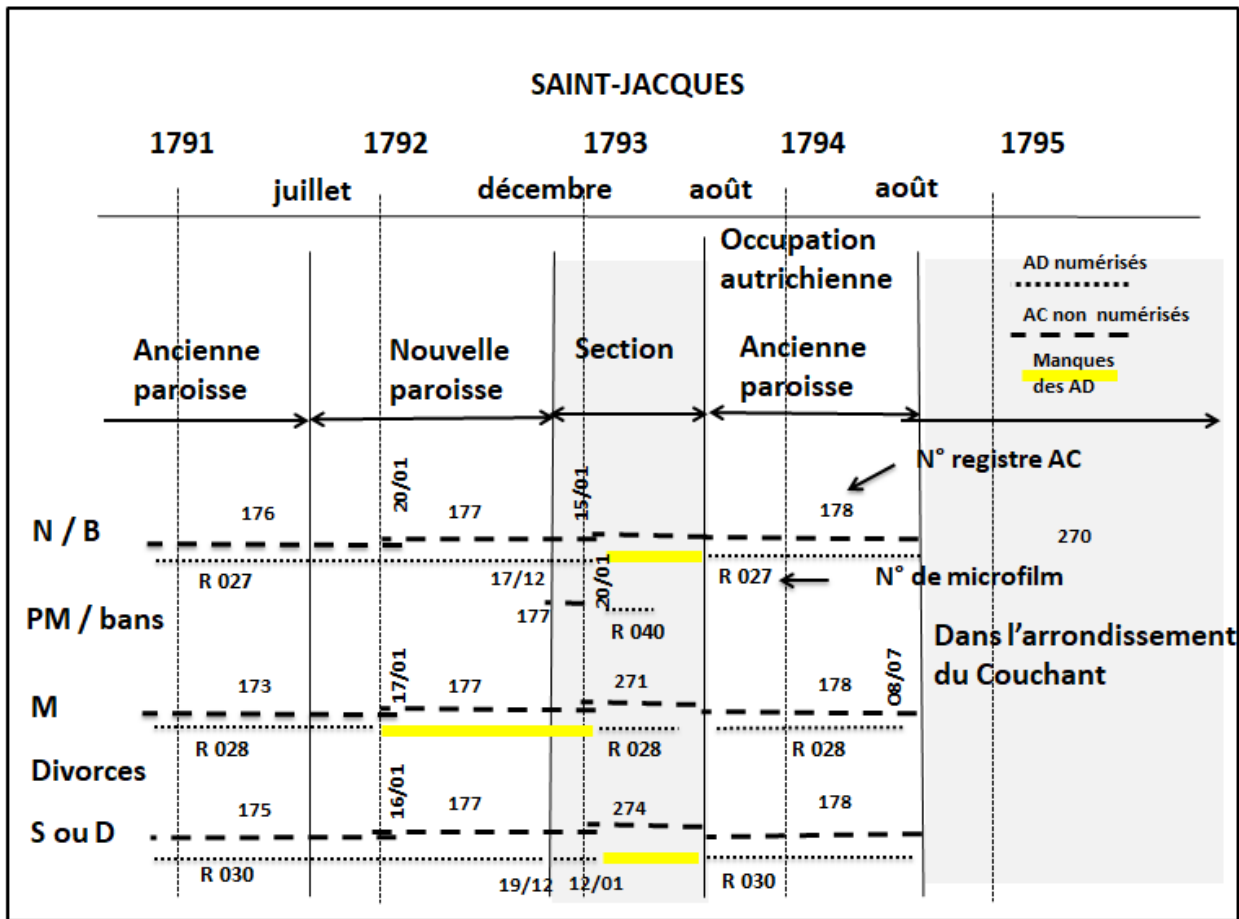 SAINT-JACQUES
1791 1792 1793 1794 1795
juillet décembre août août
Occupation
autrichienne
AD numérisés
AC non numérisés
Manques
des AD
Ancienne
paroisse
Nouvelle
paroisse
Section
Ancienne
paroisse
N° registre AC
20/01
15/01
N / B
176 177 178 270
R 027 17/12 20/01 R 027 N° de microfilm
PM / bans
177 R 040
Dans l'arrondissement
du Couchant
17/01
08/07
M
173 177 271 178
R 028 R 028 R 028
Divorces
16/01
S ou D
175 177 274 178
R 030 19/12 12/01 R 030